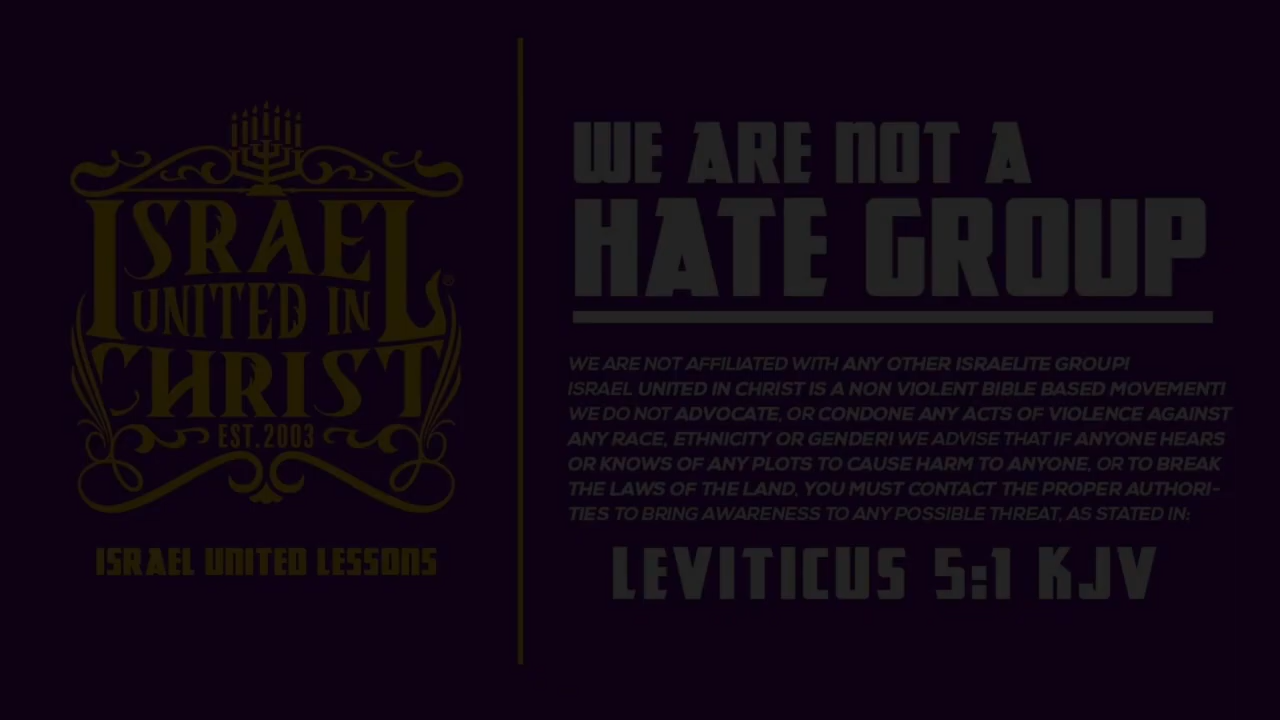 ISRAEL
UNITED IN
CHRIST
EST. 2003
ISRAEL UNITED LESSONS
WE ARE NOT A
HATE GROUP
WE ARE NOT AFFILIATED WITH ANY OTHER ISRAELITE GROUP!
ISRAEL UNITED IN CHRIST IS A NON VIOLENT BIBLE BASED MOVEMENT!
WE DO NOT ADVOCATE, OR CONDONE ANY ACTS OF VIOLENCE AGAINST
ANY RACE, ETHNICITY OR GENDER! WE ADVISE THAT IF ANYONE HEARS
OR KNOWS OF ANY PLOTS TO CAUSE HARM TO ANYONE, OR TO BREAK
THE LAWS OF THE LAND, YOU MUST CONTACT THE PROPER AUTHORI-
TIES TO BRING AWARENESS TO ANY POSSIBLE THREAT, AS STATED IN:
LEVITICUS 5:1 KJV